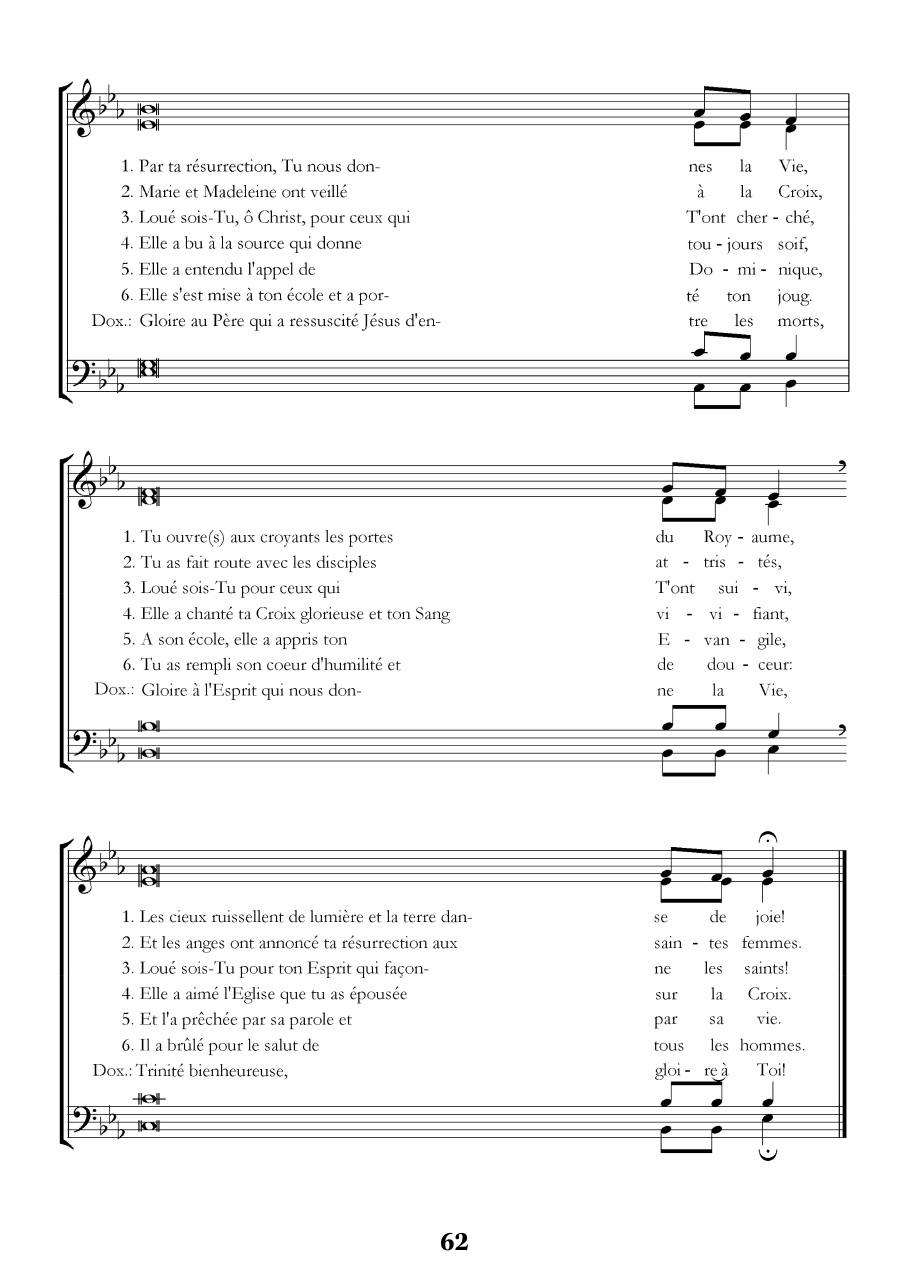 1. Par ta résurrection, Tu nous don- nes la Vie,
2. Marie et Madeleine ont veillé à la Croix,
3. Loué sois-Tu, ô Christ, pour ceux qui T'ont cher - ché,
4. Elle a bu à la source qui donne tou - jours soif,
5. Elle a entendu l'appel de Do - mi - nique,
6. Elle s'est mise à ton école et a por- té ton joug.
Dox.: Gloire au Père qui a ressuscité Jésus d'en- tre les morts,
1. Tu ouvre(s) aux croyants les portes du Roy - aume,
2. Tu as fait route avec les disciples at - tris - tés,
3. Loué sois-Tu pour ceux qui T'ont sui - vi,
4. Elle a chanté ta Croix glorieuse et ton Sang vi - vi - fiant,
5. A son école, elle a appris ton E - van - gile,
6. Tu as rempli son coeur d'humilité et de dou - ceur:
Dox.: Gloire à l'Esprit qui nous don- ne la Vie,
1. Les cieux ruissellent de lumière et la terre dan- se de joie!
2. Et les anges ont annoncé ta résurrection aux sain - tes femmes.
3. Loué sois-Tu pour ton Esprit qui façon- ne les saints!
4. Elle a aimé l'Eglise que tu as épousée sur la Croix.
5. Et l'a prêchée par sa parole et par sa vie.
6. Il a brûlé pour le salut de tous les hommes.
Dox.: Trinité bienheureuse, gloi - re à Toi!
62